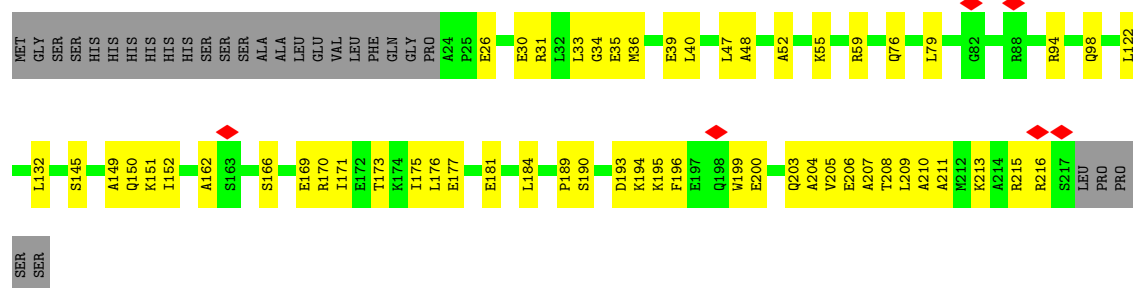 MET GLY SER SER HIS HIS HIS HIS HIS HIS SER SER SER ALA ALA LEU GLU VAL LEU PHE GLN GLY PRO A24 P25 E26 E30 R31 L32 L33 G34 E35 M36 E39 L40 L47 A48 A52 K55 R59 Q76 L79 G82 R88 R94 Q98 L122
L132 S145 A149 Q150 K151 I152 A162 S163 S166 E169 R170 I171 E172 T173 K174 I175 L176 E177 E181 L184 P189 S190 D193 K194 K195 F196 E197 Q198 W199 E200 Q203 A204 V205 E206 A207 T208 L209 A210 A211 M212 K213 A214 R215 R216 S217 LEU PRO PRO
SER SER